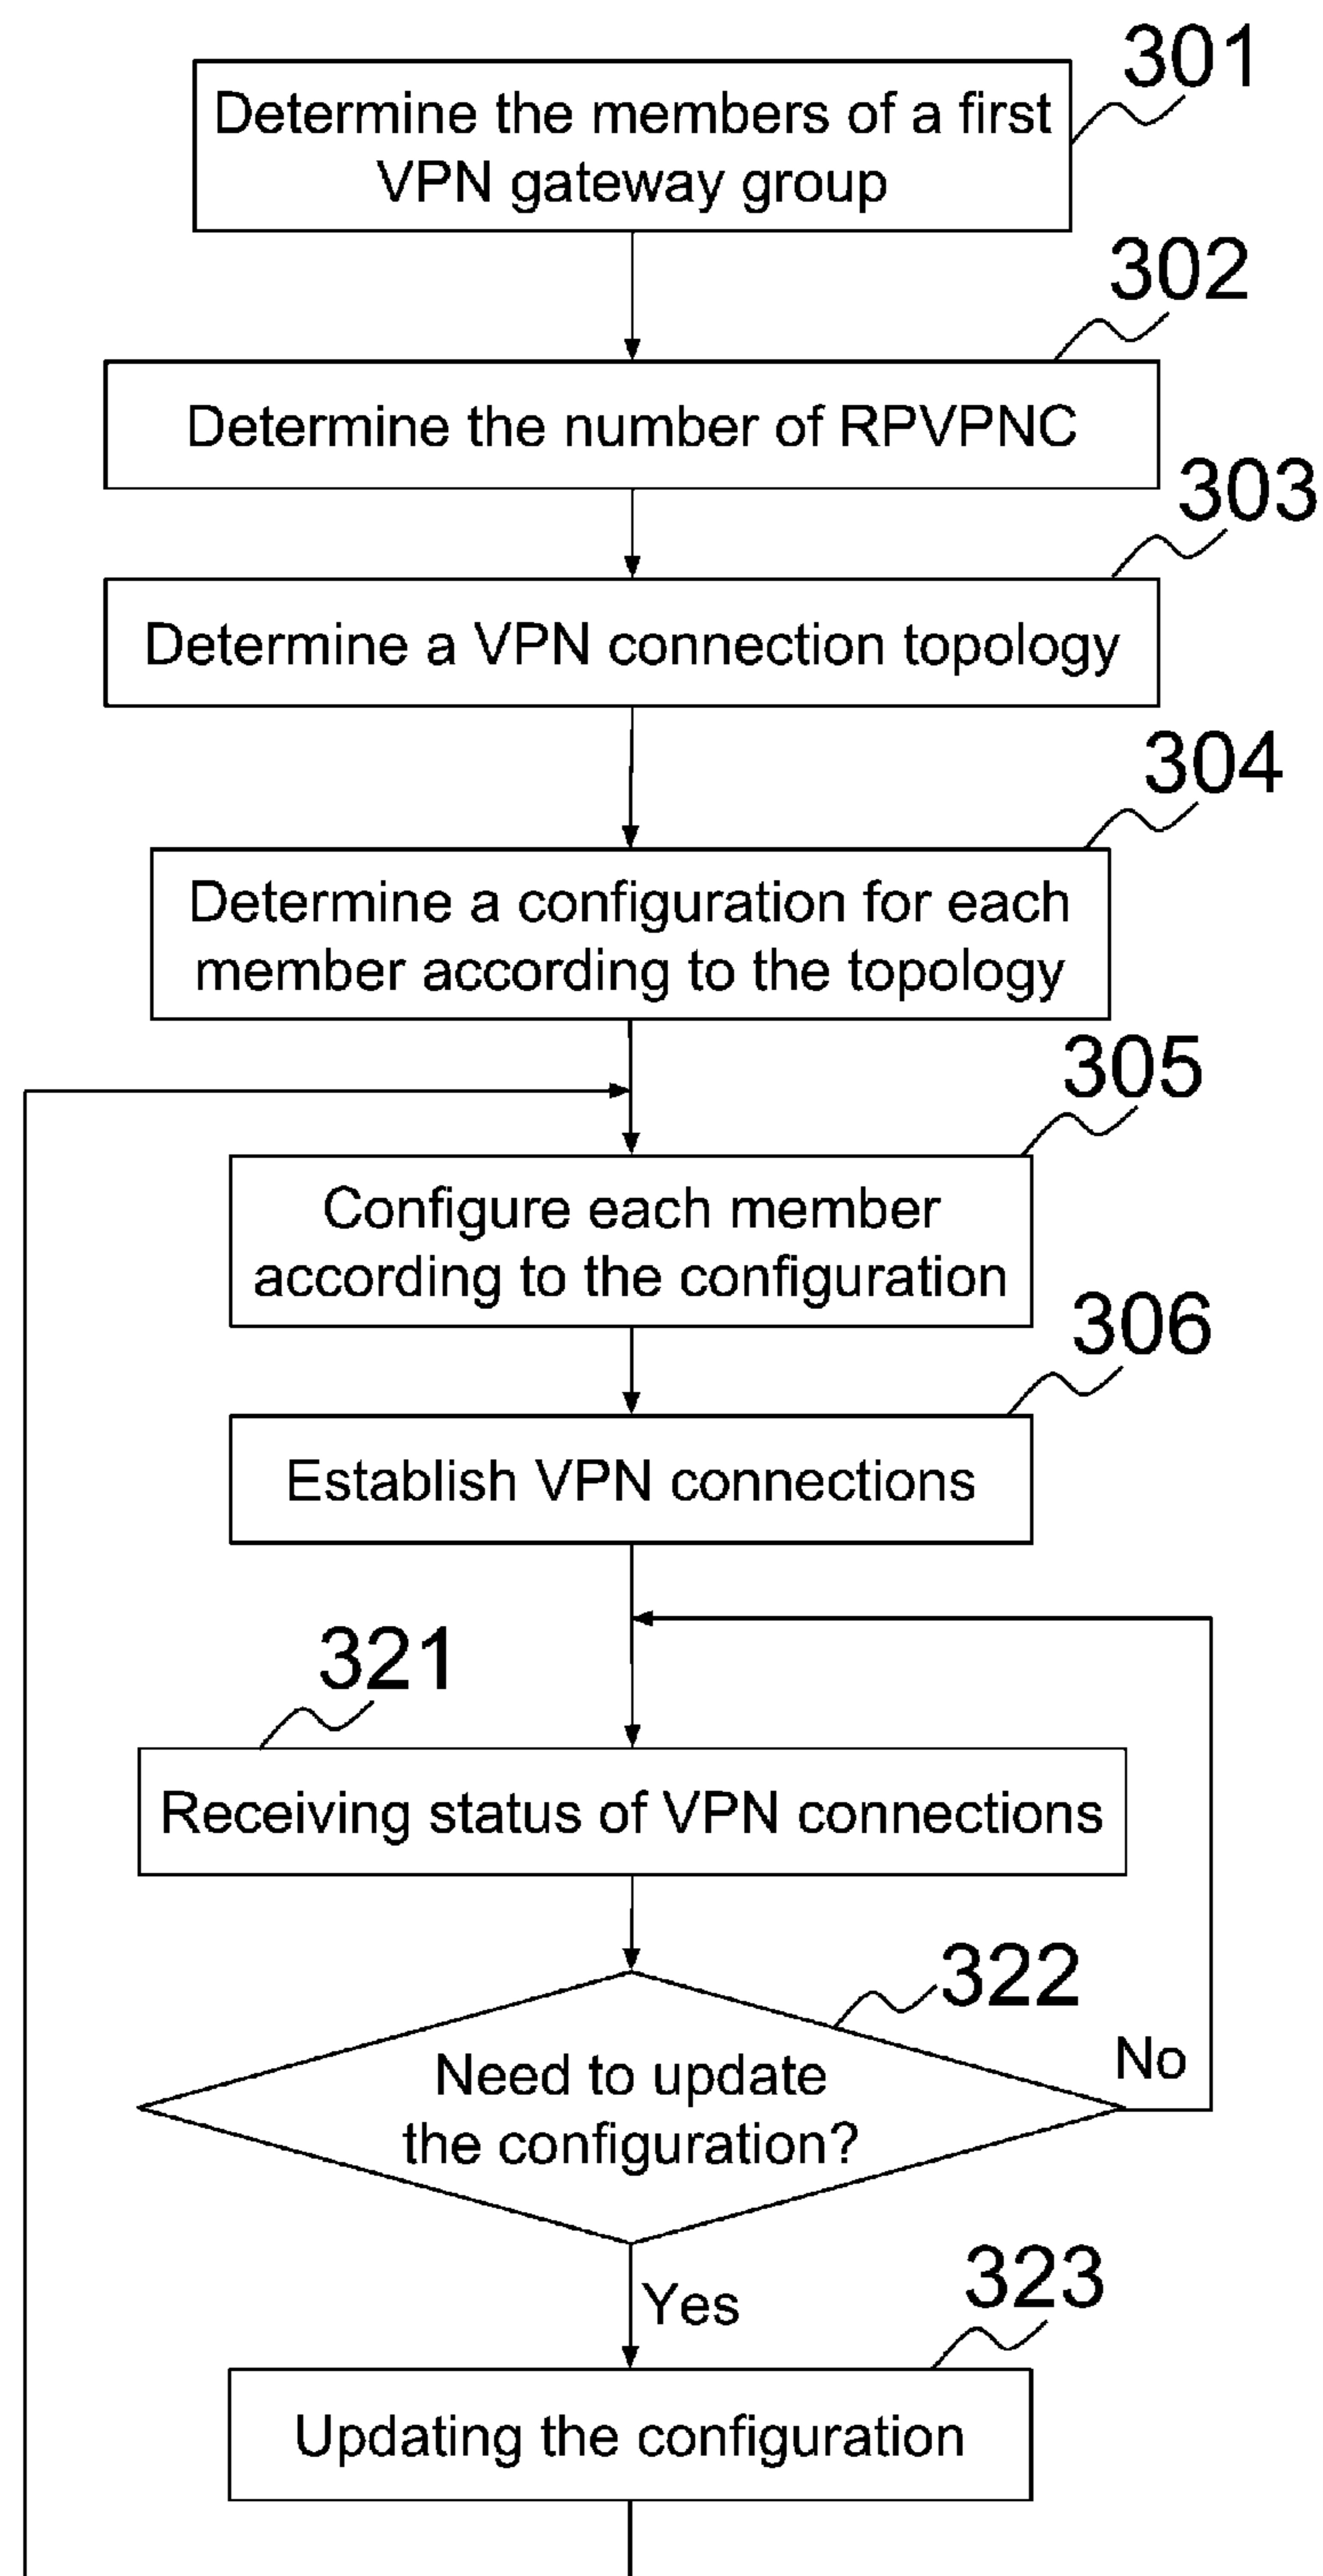 301
Determine the members of a first
VPN gateway group
302
Determine the number of RPVPNC
303
Determine a VPN connection topology
304
Determine a configuration for each
member according to the topology
305
Configure each member
according to the configuration
306
Establish VPN connections
321
Receiving status of VPN connections
322
Need to update
the configuration?
No
Yes
323
Updating the configuration